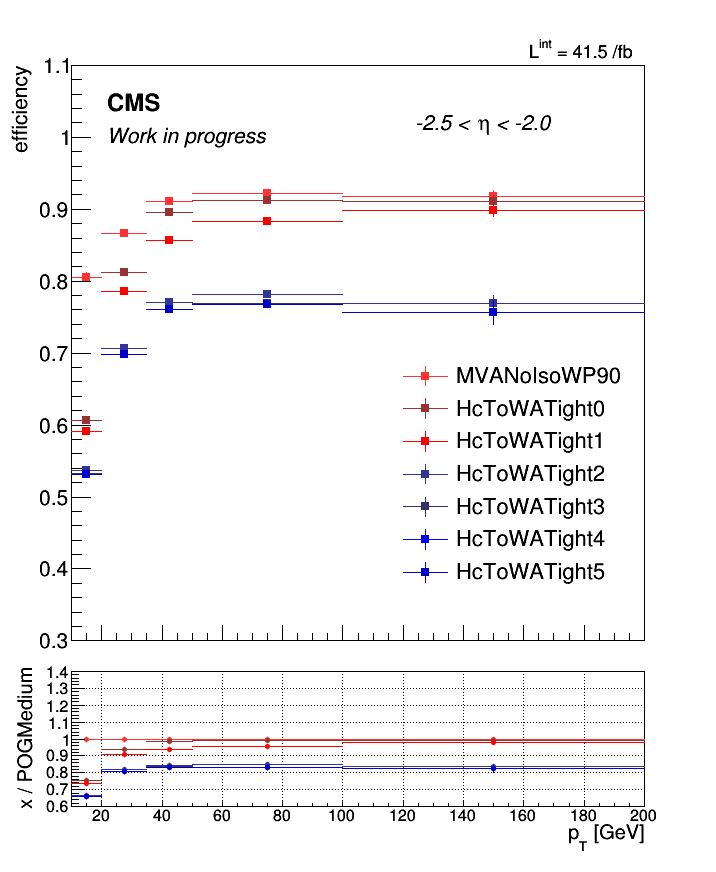 L^int = 41.5 /fb
efficiency
1.1
CMS
Work in progress
-2.5 < η < -2.0
1
0.9
0.8
0.7
0.6
0.5
0.4
0.3
MVANoIsoWP90
HcToWATight0
HcToWATight1
HcToWATight2
HcToWATight3
HcToWATight4
HcToWATight5
x / POGMedium
1.4
1.3
1.2
1.1
1
0.9
0.8
0.7
0.6
20 40 60 80 100 120 140 160 180 200
p_T [GeV]